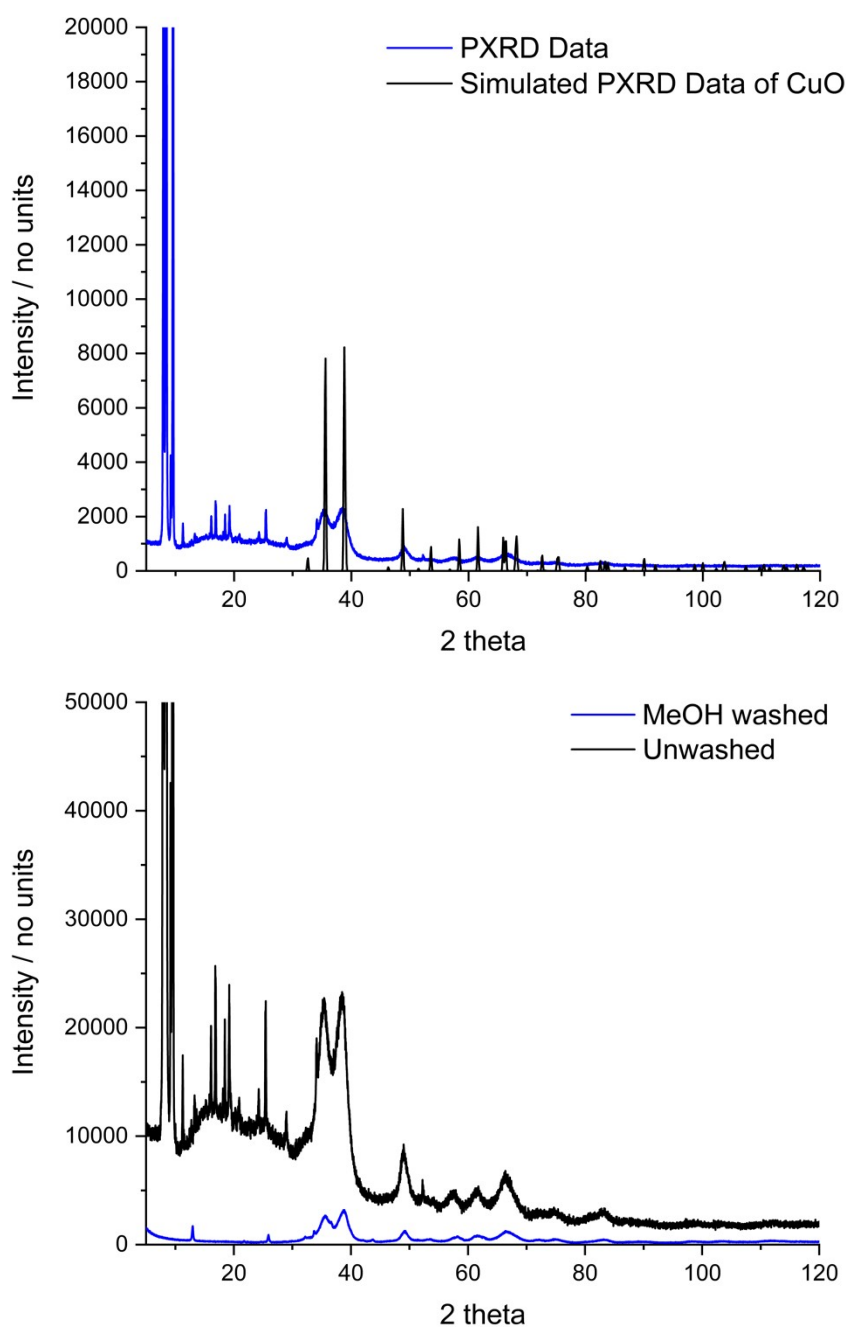 20000
18000
16000
14000
12000
10000
8000
6000
4000
2000
0
Intensity / no units
PXRD Data
Simulated PXRD Data of CuO
20 40 60 80 100 120
2 theta
50000
40000
30000
20000
10000
0
Intensity / no units
MeOH washed
Unwashed
20 40 60 80 100 120
2 theta